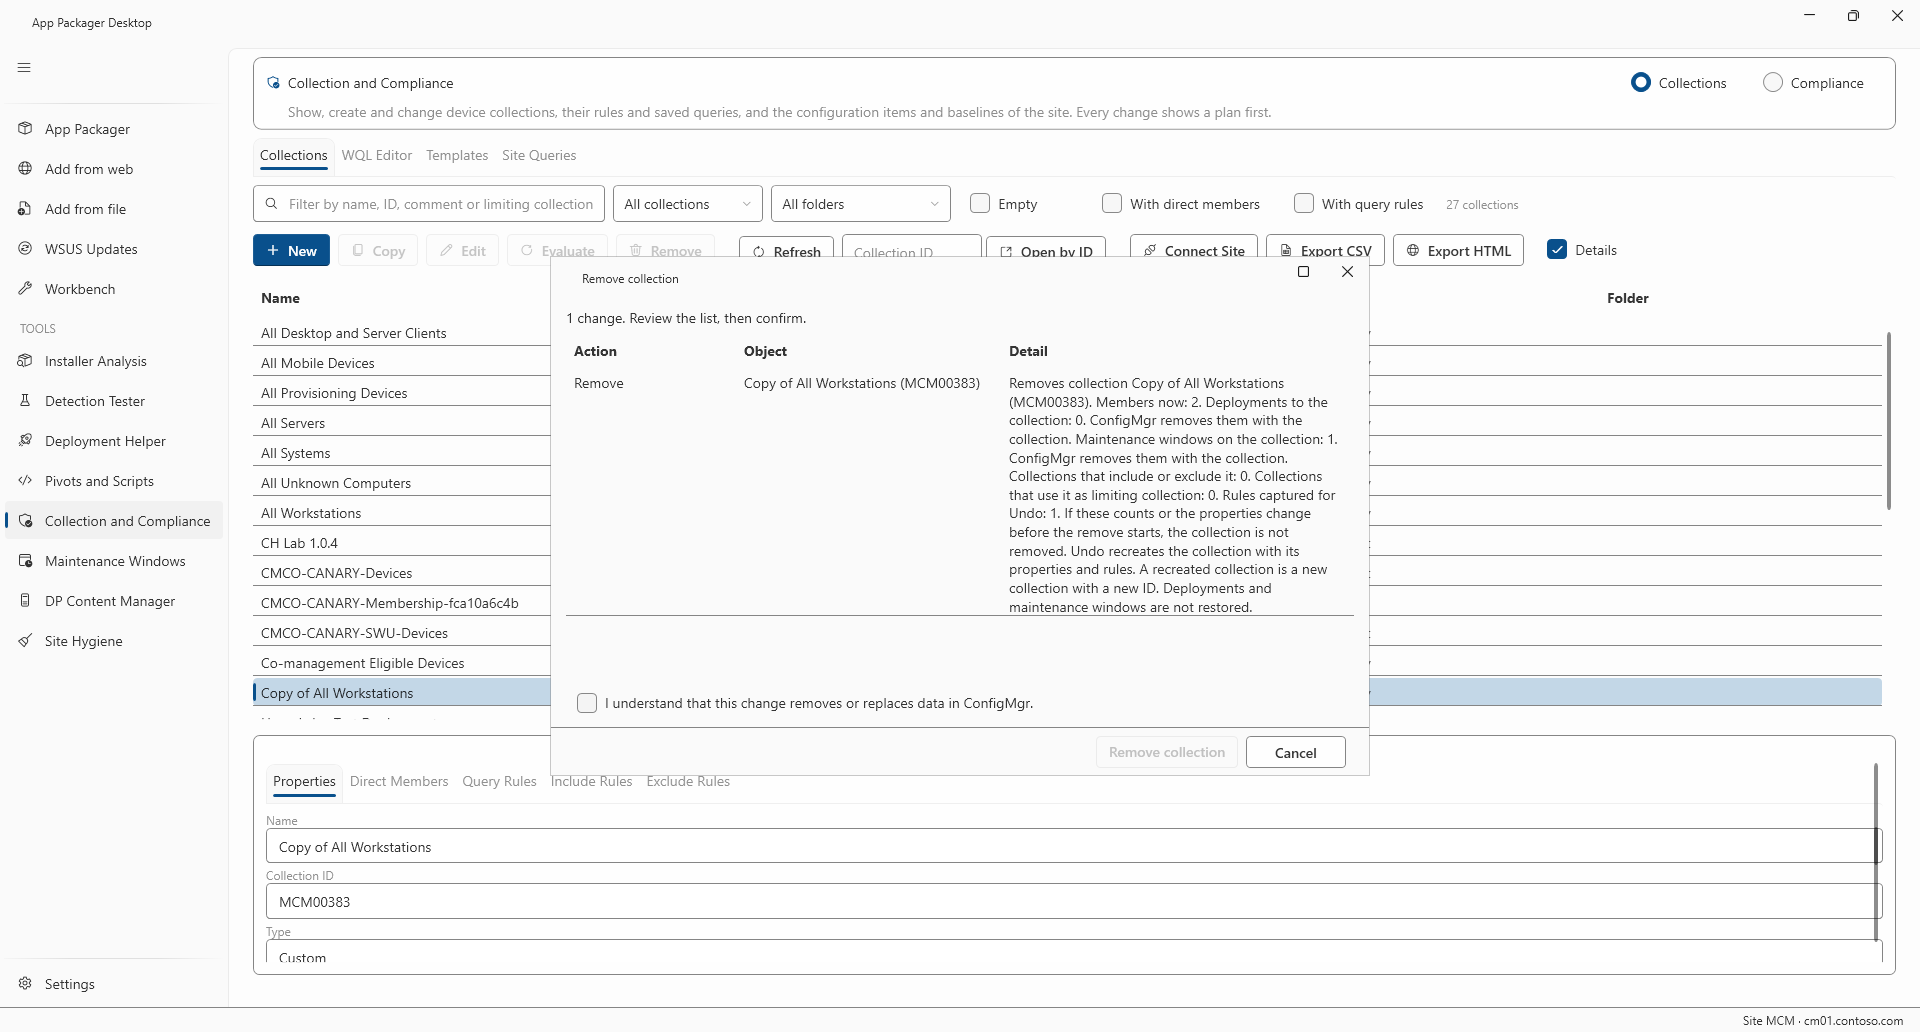 App Packager Desktop
Collection and Compliance
Collections
Compliance
Show, create and change device collections, their rules and saved queries, and the configuration items and baselines of the site. Every change shows a plan first.
App Packager
Add from web
Add from file
WSUS Updates
Workbench
TOOLS
Installer Analysis
Detection Tester
Deployment Helper
Pivots and Scripts
Collection and Compliance
Maintenance Windows
DP Content Manager
Site Hygiene
Settings
Collections WQL Editor Templates Site Queries
Filter by name, ID, comment or limiting collection
All collections
All folders
Empty
With direct members
With query rules
27 collections
New Copy Edit Evaluate Remove Refresh Collection ID Open by ID Connect Site Export CSV Export HTML Details
Name
Folder
All Desktop and Server Clients
All Mobile Devices
All Provisioning Devices
All Servers
All Systems
All Unknown Computers
All Workstations
CH Lab 1.0.4
CMCO-CANARY-Devices
CMCO-CANARY-Membership-fca10a6c4b
CMCO-CANARY-SWU-Devices
Co-management Eligible Devices
Copy of All Workstations
Remove collection
1 change. Review the list, then confirm.
Action Object Detail
Remove
Copy of All Workstations (MCM00383)
Removes collection Copy of All Workstations
(MCM00383). Members now: 2. Deployments to the
collection: 0. ConfigMgr removes them with the
collection. Maintenance windows on the collection: 1.
ConfigMgr removes them with the collection.
Collections that include or exclude it: 0. Collections
that use it as limiting collection: 0. Rules captured for
Undo: 1. If these counts or the properties change
before the remove starts, the collection is not
removed. Undo recreates the collection with its
properties and rules. A recreated collection is a new
collection with a new ID. Deployments and
maintenance windows are not restored.
I understand that this change removes or replaces data in ConfigMgr.
Remove collection
Cancel
Properties Direct Members Query Rules Include Rules Exclude Rules
Name
Copy of All Workstations
Collection ID
MCM00383
Type
Custom
Site MCM · cm01.contoso.com